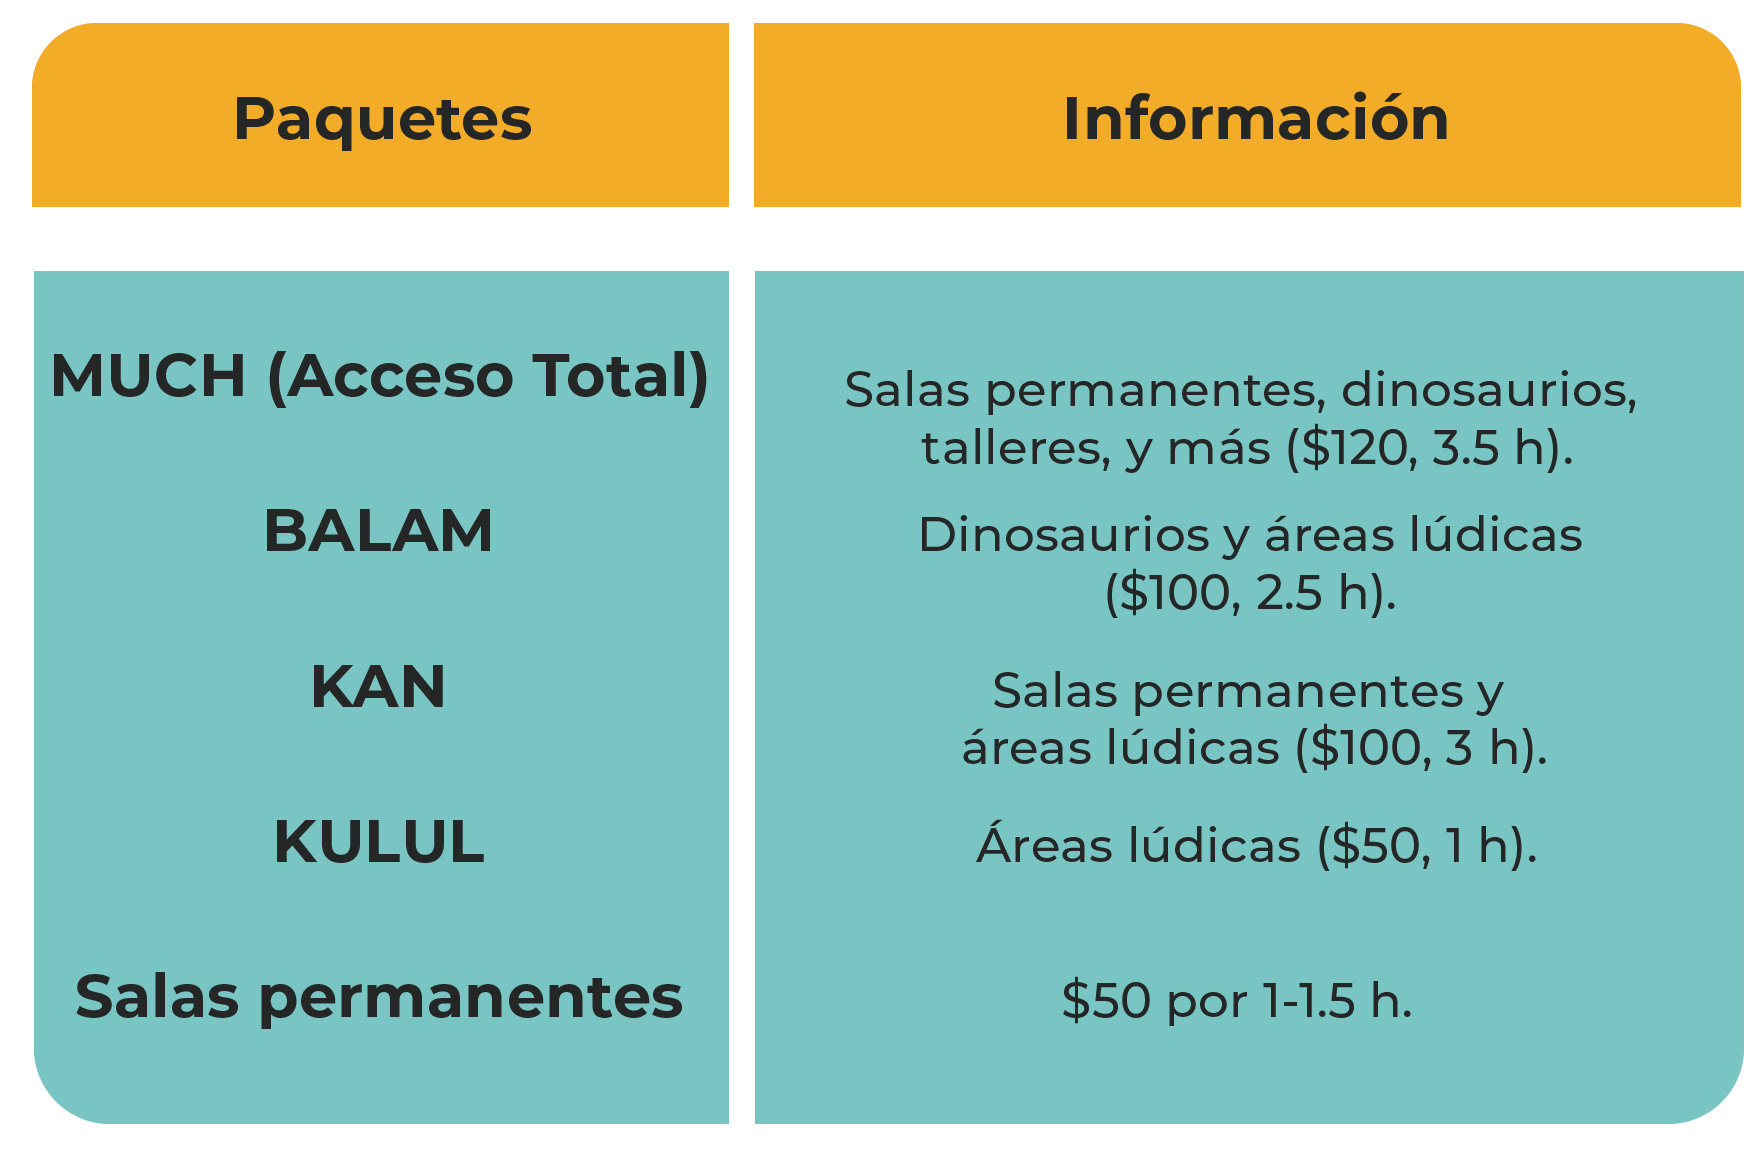 Paquetes
Información
MUCH (Acceso Total)
Salas permanentes, dinosaurios,
talleres, y más ($120, 3.5 h).
BALAM
Dinosaurios y áreas lúdicas
($100, 2.5 h).
KAN
Salas permanentes y
áreas lúdicas ($100, 3 h).
KULUL
Áreas lúdicas ($50, 1 h).
Salas permanentes
$50 por 1-1.5 h.